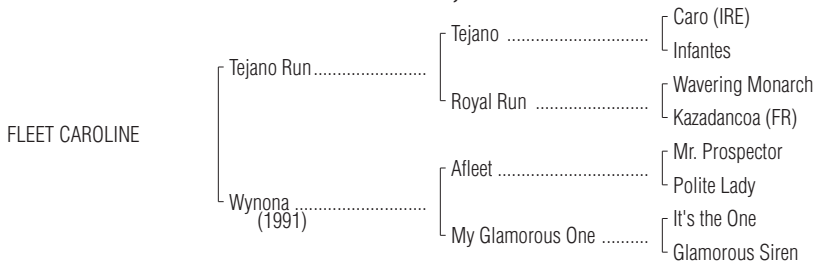 Caro (IRE)
Tejano ..............................
Infantes
Tejano Run........................
Wavering Monarch
Royal Run ........................
Kazadancoa (FR)
FLEET CAROLINE
Mr. Prospector
Afleet ................................
Polite Lady
Wynona ............................
(1991)
It's the One
My Glamorous One ..........
Glamorous Siren